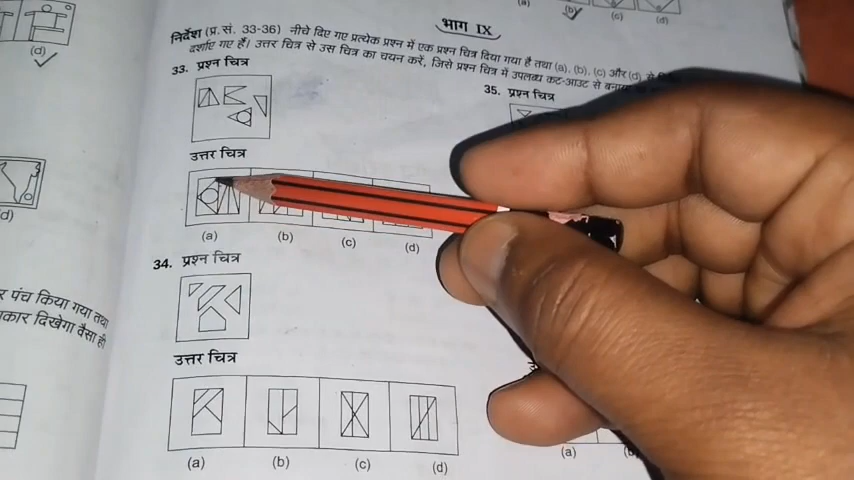 (a)
(b)
(c)
(d)
(d)
भाग IX
निर्देश (प्र.सं. 33-36) नीचे दिए गए प्रत्येक प्रश्न में एक प्रश्न चित्र दिया गया है तथा (a), (b), (c) और (d) से
दर्शाए गए हैं। उत्तर चित्र से उस चित्र का चयन करें, जिसे प्रश्न चित्र में उपलब्ध कट-आउट से बनाया
33. प्रश्न चित्र
उत्तर चित्र
(a)
(b)
(c)
(d)
34. प्रश्न चित्र
उत्तर चित्र
(a)
(b)
(c)
(d)
35. प्रश्न चित्र
(a)
(d)
र पंच किया गया तथा
कार दिखेगा वैसा ही